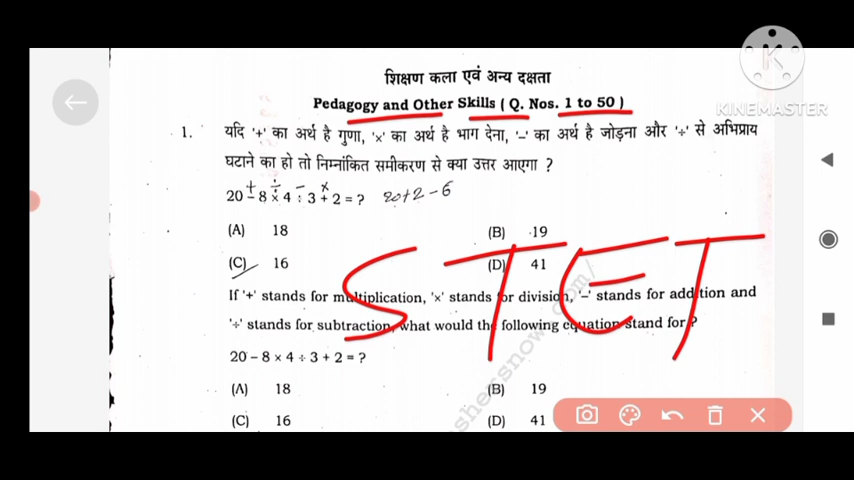 KINEMASTER
शिक्षण कला एवं अन्य दक्षता
Pedagogy and Other Skills ( Q. Nos. 1 to 50 )
1. यदि '+' का अर्थ है गुणा, '×' का अर्थ है भाग देना, '–' का अर्थ है जोड़ना और '÷' से अभिप्राय
घटाने का हो तो निम्नांकित समीकरण से क्या उत्तर आएगा ?
+ ÷ – ×
20 – 8 × 4 ÷ 3 + 2 = ? 20+2-6
(A) 18 (B) 19
(C) 16 (D) 41
STET
If '+' stands for multiplication, '×' stands for division, '–' stands for addition and
'÷' stands for subtraction, what would the following equation stand for ?
20 – 8 × 4 ÷ 3 + 2 = ?
(A) 18 (B) 19
(C) 16 (D) 41
shersnow.com/